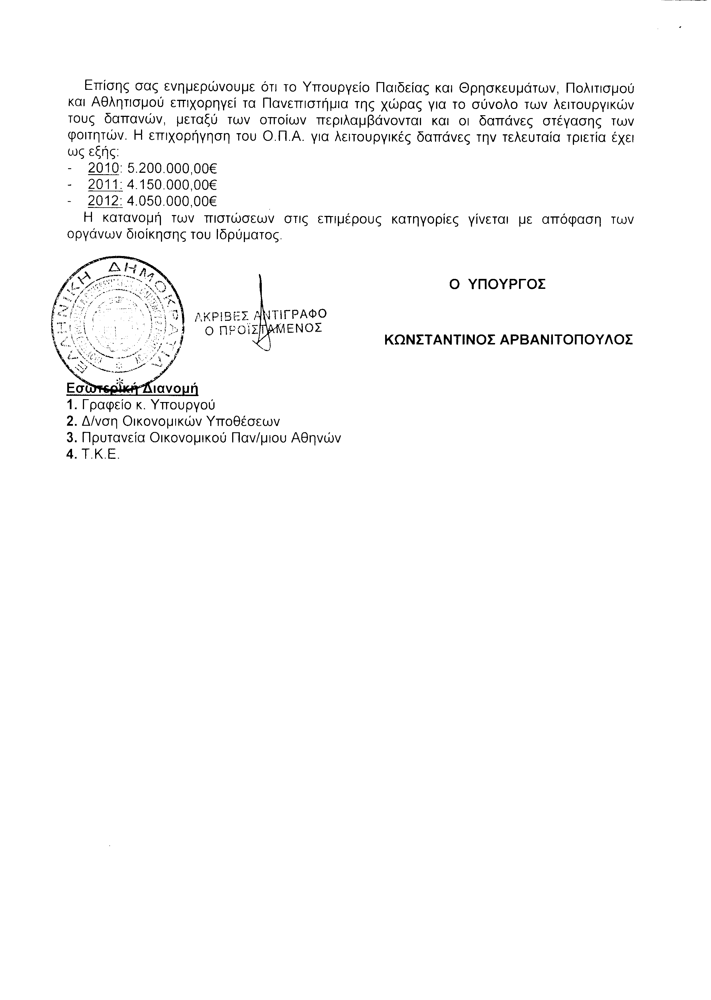 Επίσης σας ενημερώνουμε ότι το Υπουργείο Παιδείας και Θρησκευμάτων, Πολιτισμού
και Αθλητισμού επιχορηγεί τα Πανεπιστήμια της χώρας για το σύνολο των λειτουργικών
τους δαπανών, μεταξύ των οποίων περιλαμβάνονται και οι δαπάνες στέγασης των
φοιτητών. Η επιχορήγηση του Ο.Π.Α. για λειτουργικές δαπάνες την τελευταία τριετία έχει
ως εξής:
- 2010: 5.200.000,00€
- 2011: 4.150.000,00€
- 2012: 4.050.000,00€
Η κατανομή των πιστώσεων στις επιμέρους κατηγορίες γίνεται με απόφαση των
οργάνων διοίκησης του Ιδρύματος.
ΕΛΛΗΝΙΚΗ ΔΗΜΟΚΡΑΤΙΑ
Ο ΥΠΟΥΡΓΟΣ
ΑΚΡΙΒΕΣ ΑΝΤΙΓΡΑΦΟ
Ο ΠΡΟΪΣΤΑΜΕΝΟΣ
ΚΩΝΣΤΑΝΤΙΝΟΣ ΑΡΒΑΝΙΤΟΠΟΥΛΟΣ
Εσωτερική Διανομή
1. Γραφείο κ. Υπουργού
2. Δ/νση Οικονομικών Υποθέσεων
3. Πρυτανεία Οικονομικού Παν/μιου Αθηνών
4. Τ.Κ.Ε.